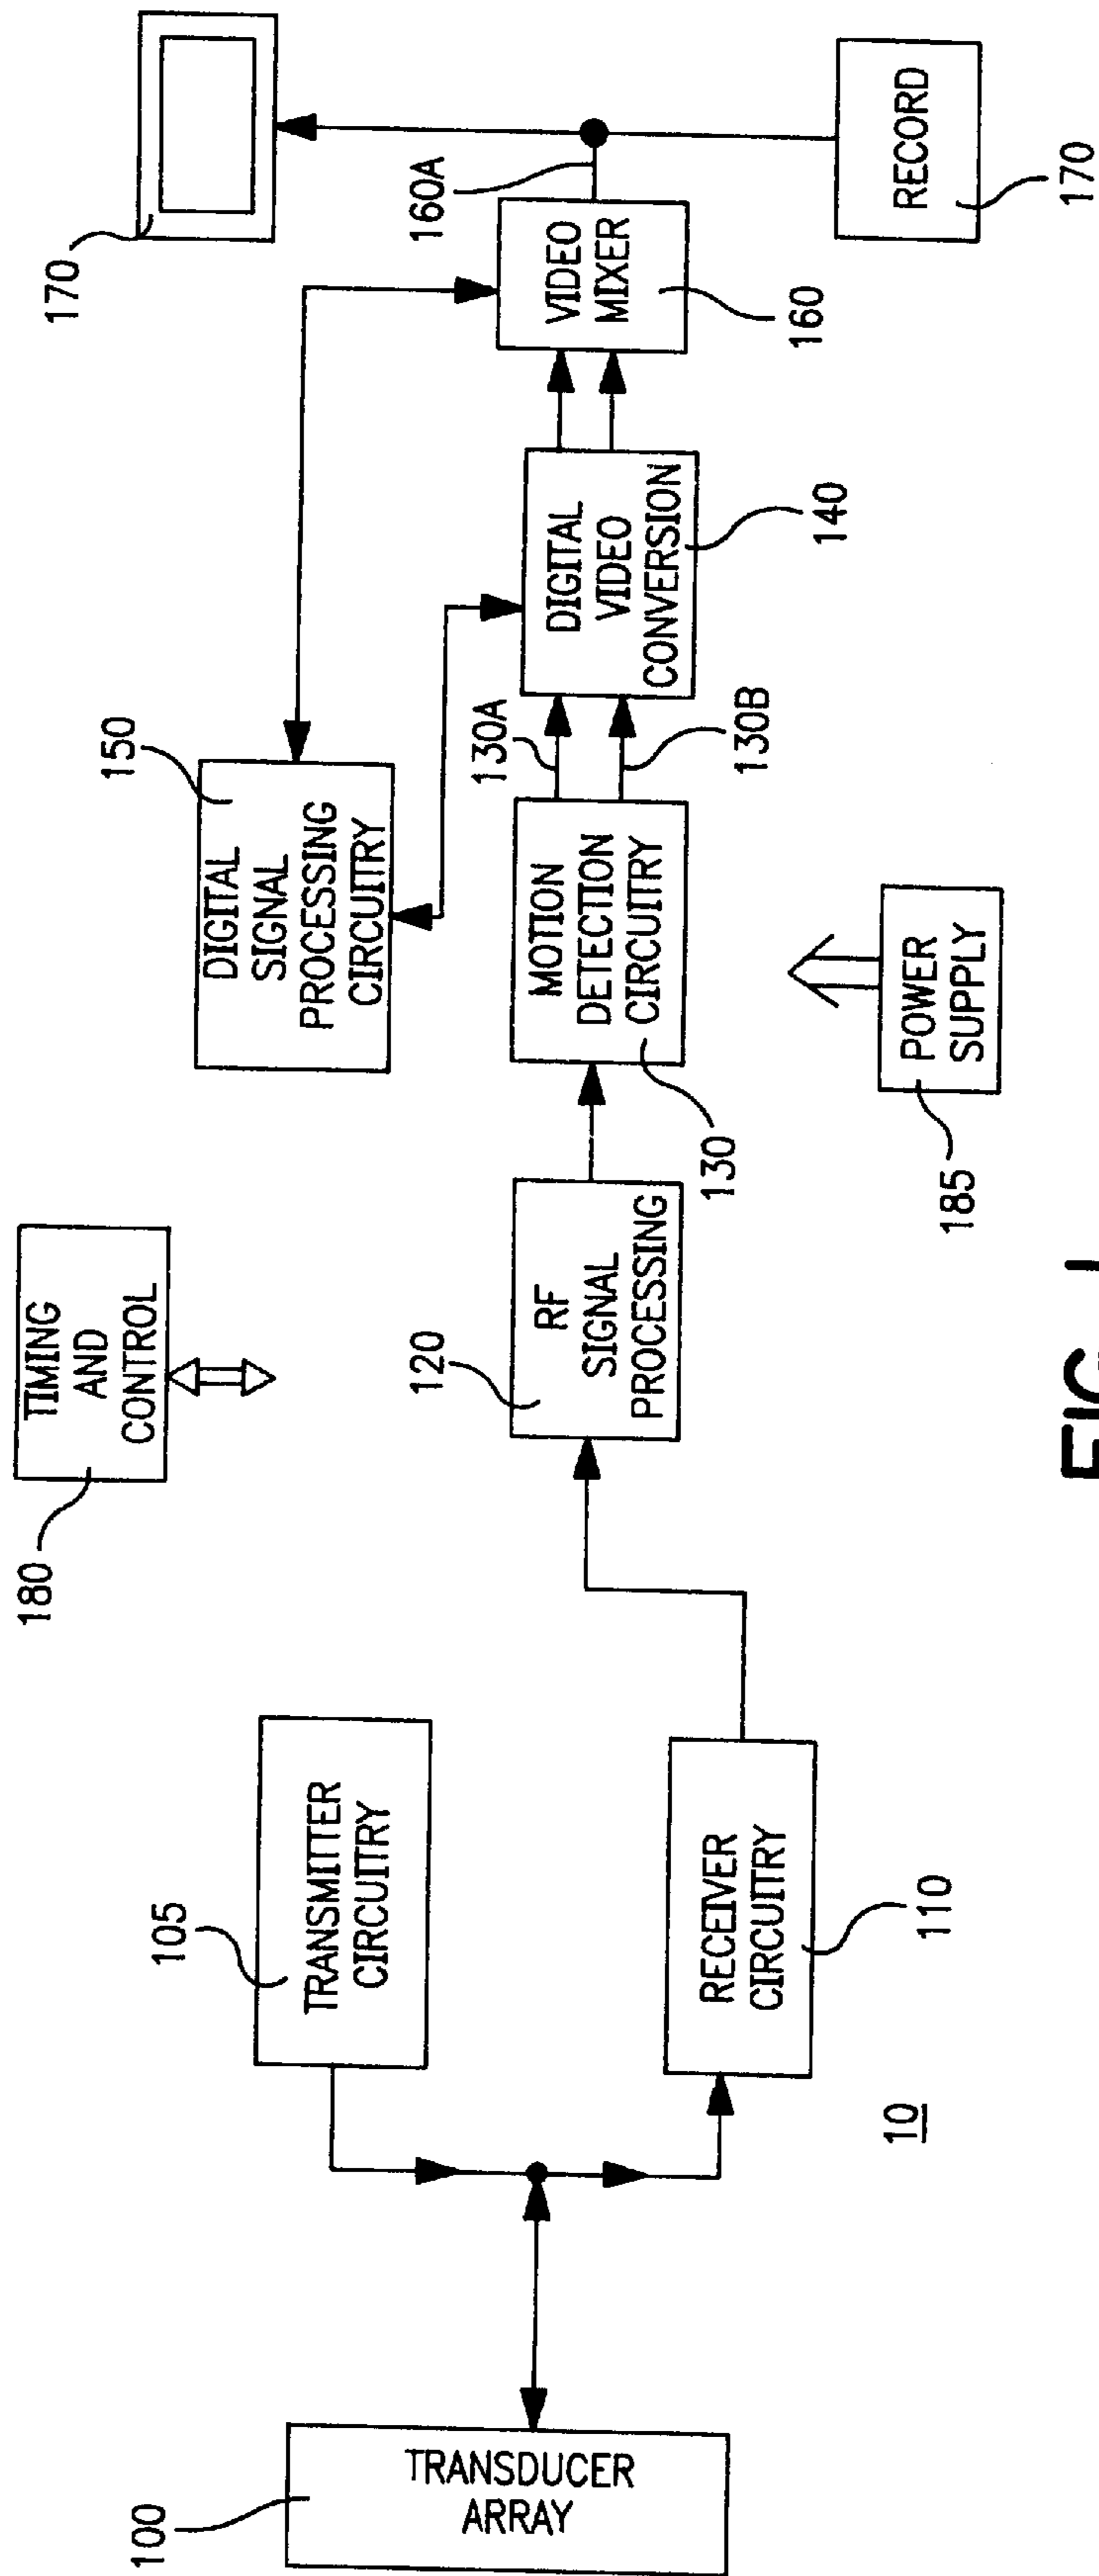 100
TRANSDUCER
ARRAY
105
TRANSMITTER
CIRCUITRY
RECEIVER
CIRCUITRY
110
10
180
TIMING
AND
CONTROL
120
RF
SIGNAL
PROCESSING
150
DIGITAL
SIGNAL
PROCESSING
CIRCUITRY
MOTION
DETECTION
CIRCUITRY
130
130A
130B
POWER
SUPPLY
185
DIGITAL
VIDEO
CONVERSION
140
VIDEO
MIXER
160
160A
170
RECORD
170
FIG. 1